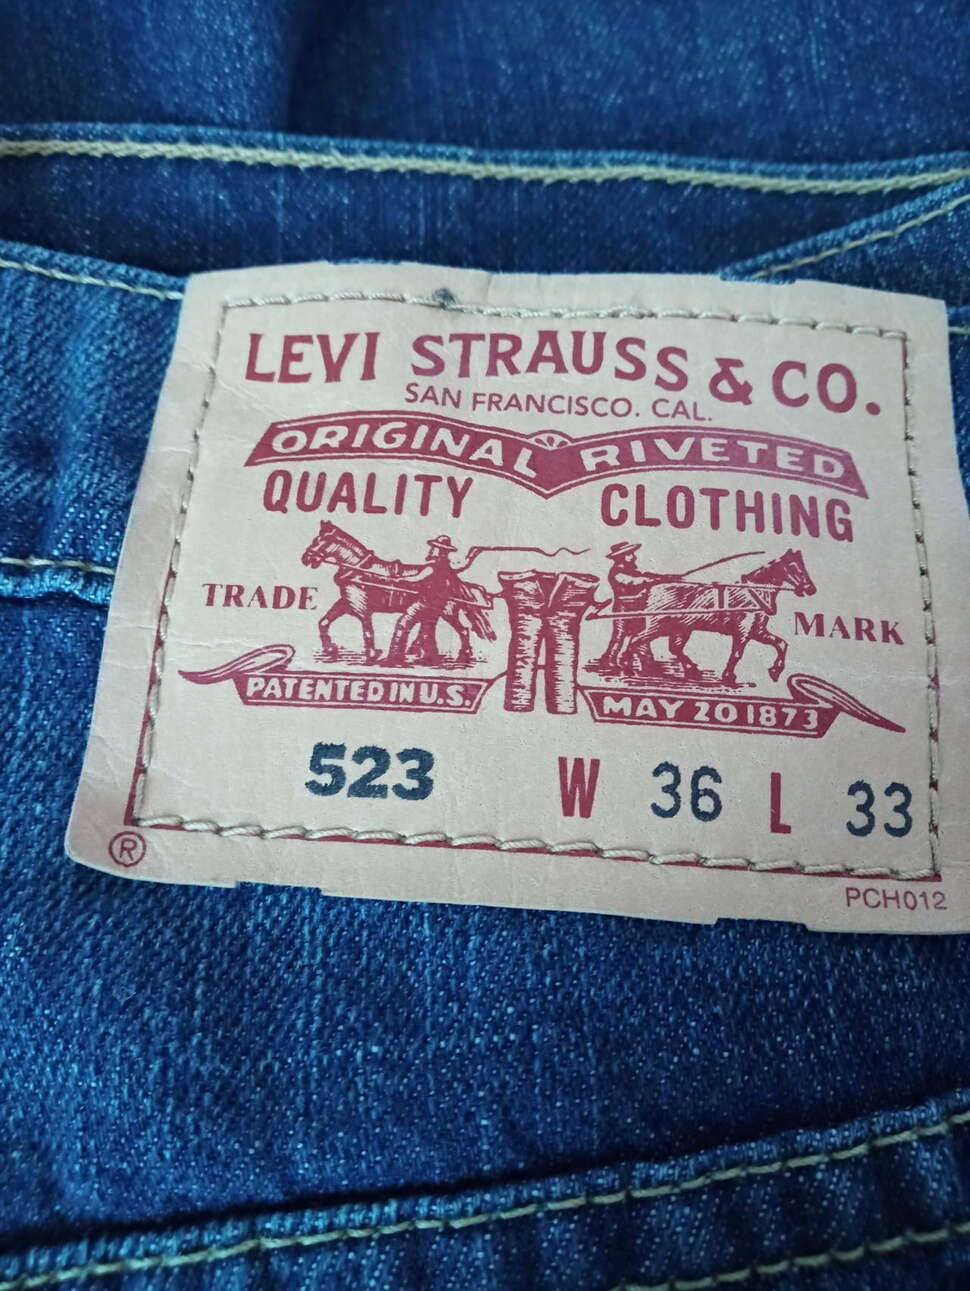 LEVI STRAUSS & CO.
SAN FRANCISCO. CAL.
ORIGINAL RIVETED
QUALITY CLOTHING
TRADE MARK
PATENTED IN U.S. MAY 20 1873
523 W 36 L 33
®
PCH012